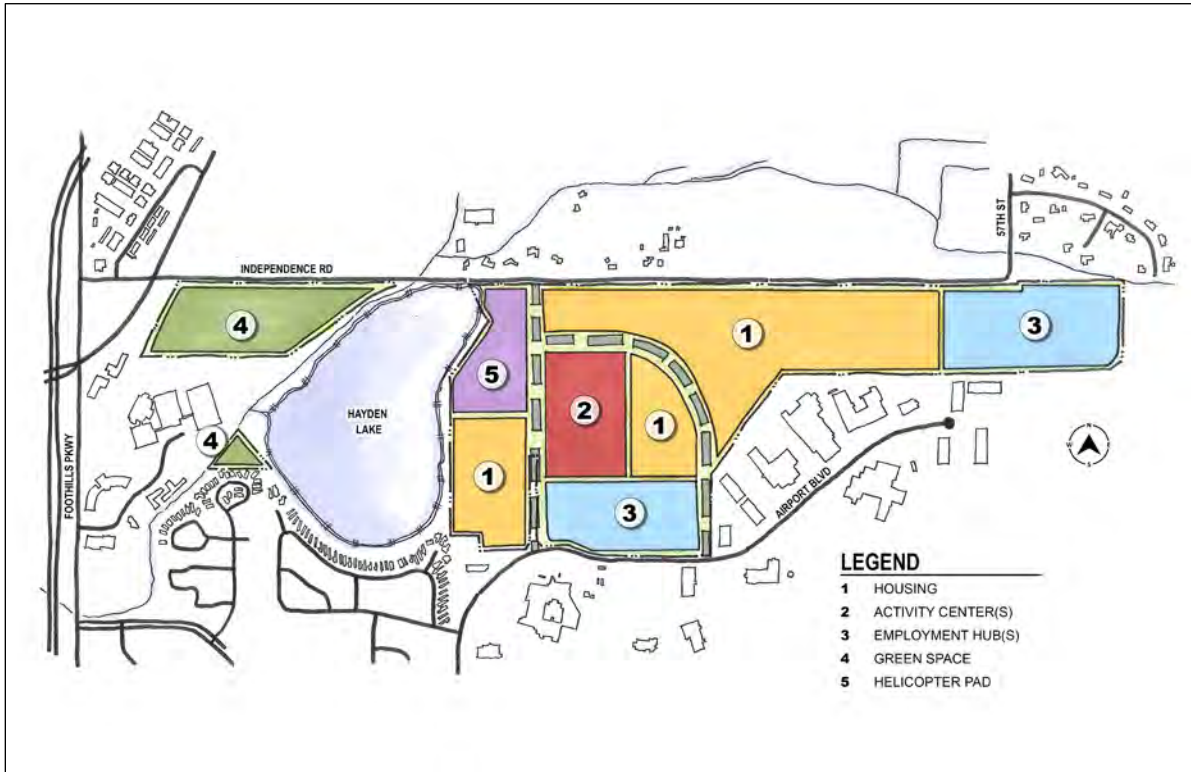 57TH ST
INDEPENDENCE RD
4
1
3
5
HAYDEN
LAKE
2
1
4
1
3
FOOTHILLS PKWY
AIRPORT BLVD
N
W
E
S
LEGEND
1 HOUSING
2 ACTIVITY CENTER(S)
3 EMPLOYMENT HUB(S)
4 GREEN SPACE
5 HELICOPTER PAD